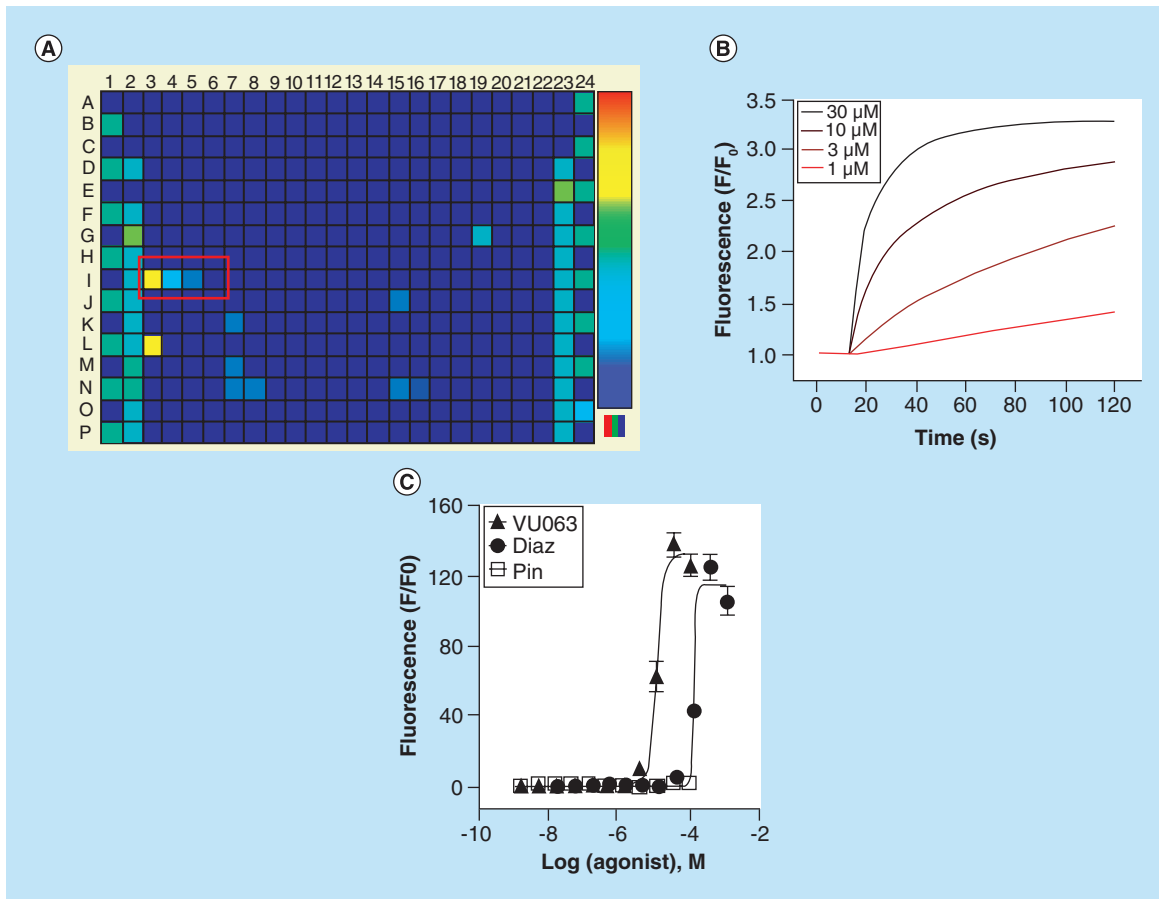 A
1 2 3 4 5 6 7 8 9 10 11 12 13 14 15 16 17 18 19 20 21 22 23 24
A
B
C
D
E
F
G
H
I
J
K
L
M
N
O
P
B
Fluorescence (F/F0)
3.5
3.0
2.5
2.0
1.5
1.0
30 µM
10 µM
3 µM
1 µM
0 20 40 60 80 100 120
Time (s)
C
Fluorescence (F/F0)
160
120
80
40
0
VU063
Diaz
Pin
-10 -8 -6 -4 -2
Log (agonist), M